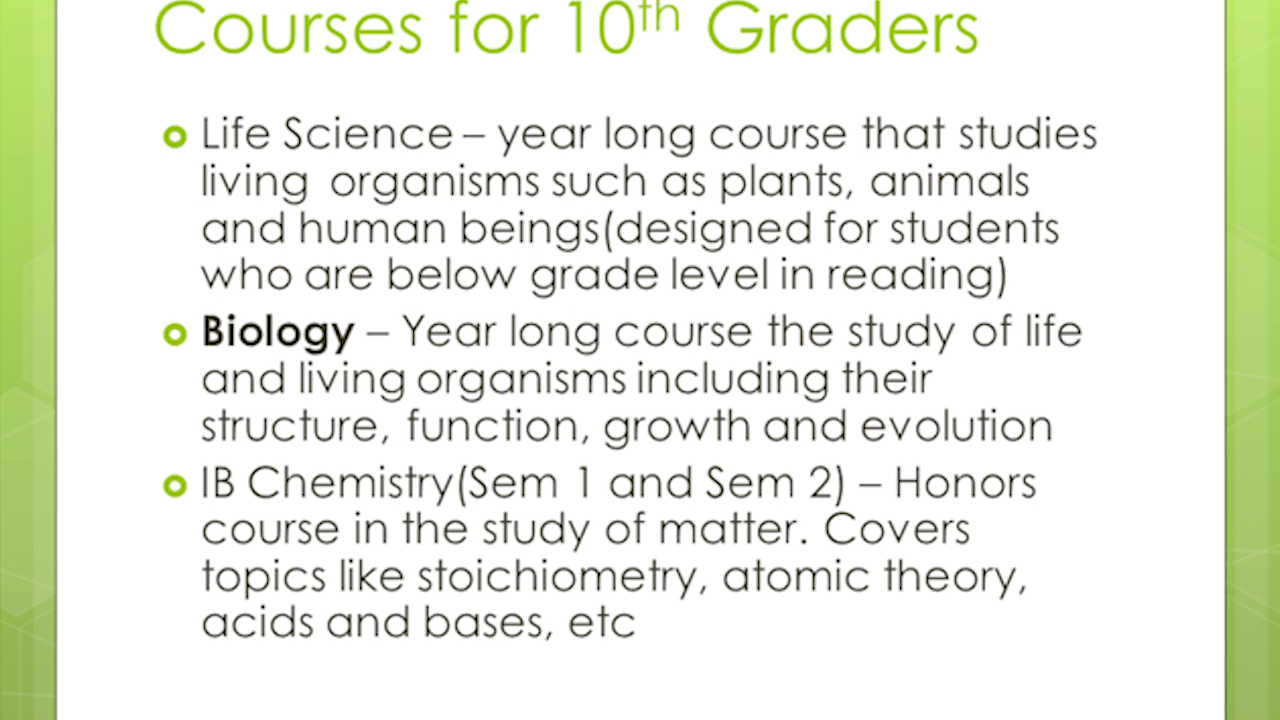 Courses for 10th Graders
Life Science – year long course that studies
living organisms such as plants, animals
and human beings(designed for students
who are below grade level in reading)
Biology – Year long course the study of life
and living organisms including their
structure, function, growth and evolution
IB Chemistry(Sem 1 and Sem 2) – Honors
course in the study of matter. Covers
topics like stoichiometry, atomic theory,
acids and bases, etc